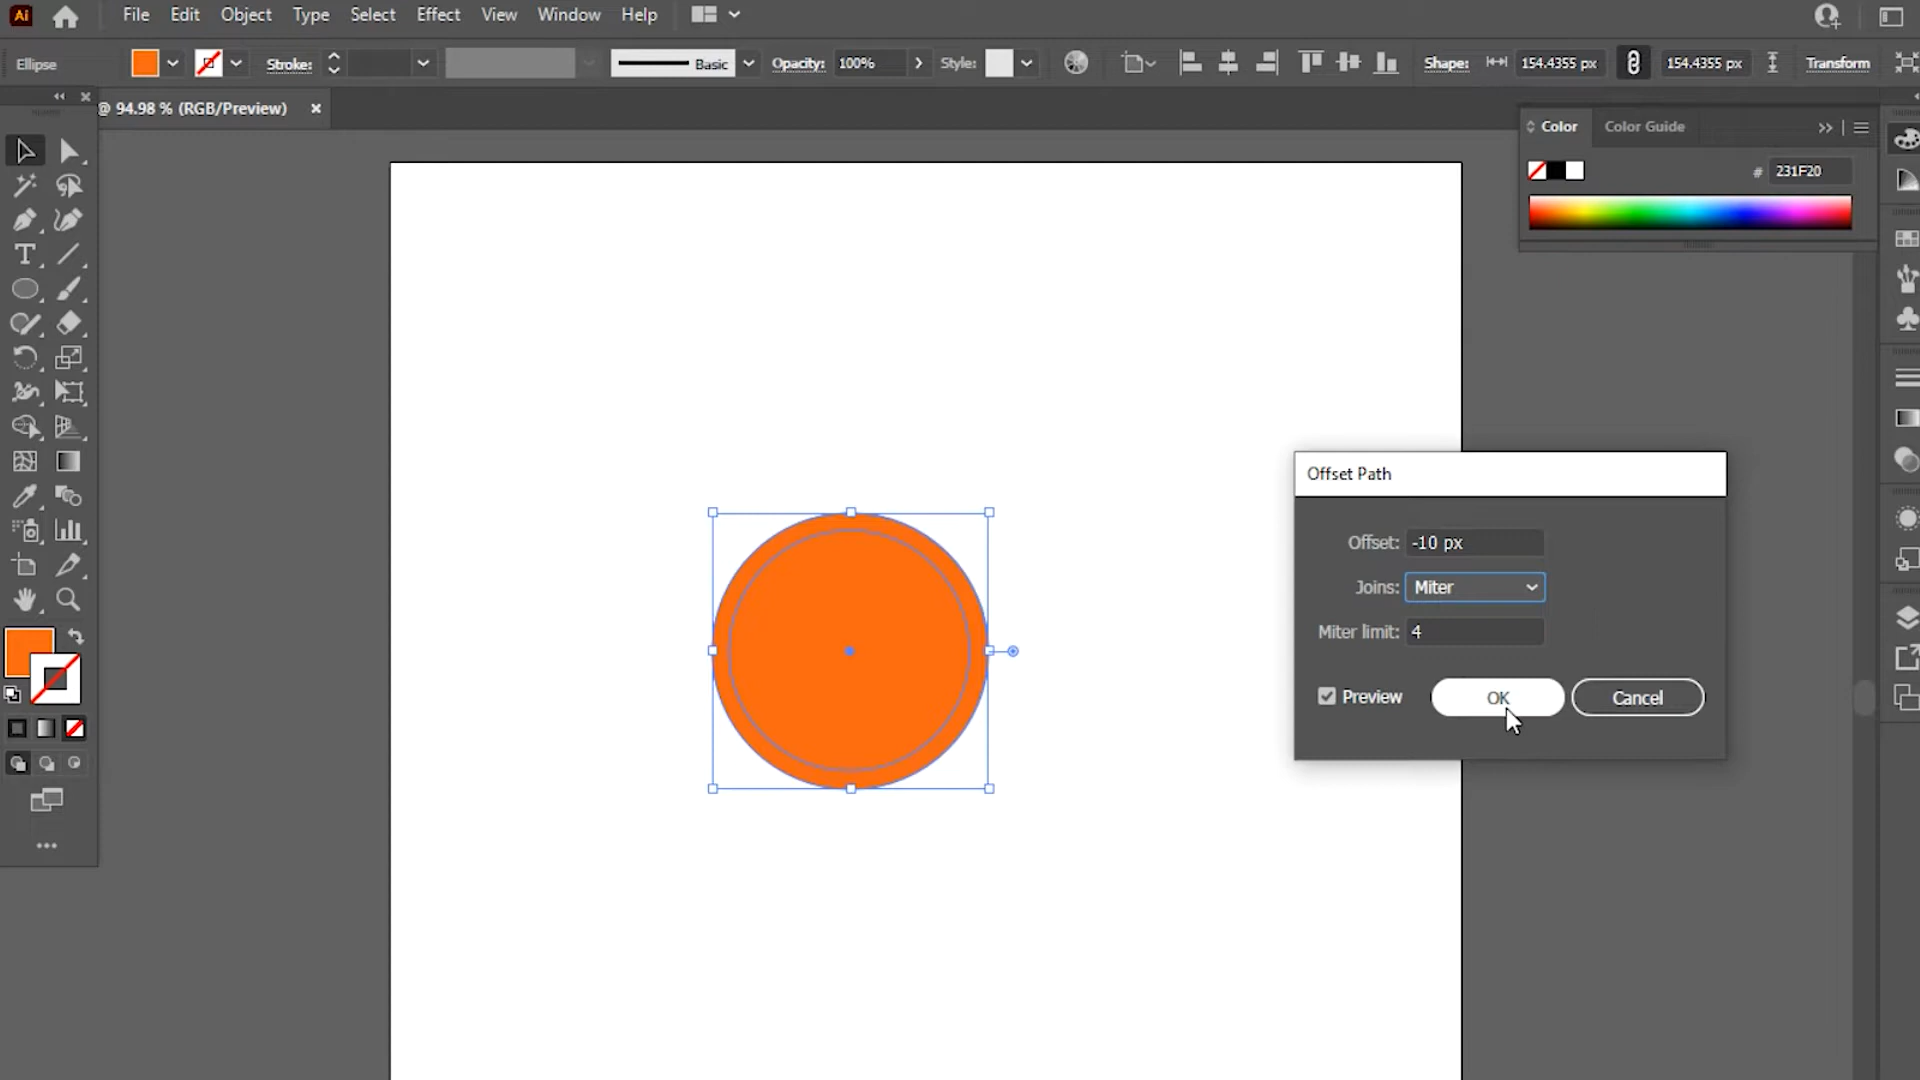 Ai File Edit Object Type Select Effect View Window Help
Ellipse Stroke: Basic Opacity: 100% Style: Shape: 154.4355 px 154.4355 px Transform
@ 94.98 % (RGB/Preview) ×
Color Color Guide
# 231F20
Offset Path
Offset: -10 px
Joins: Miter
Miter limit: 4
Preview OK Cancel